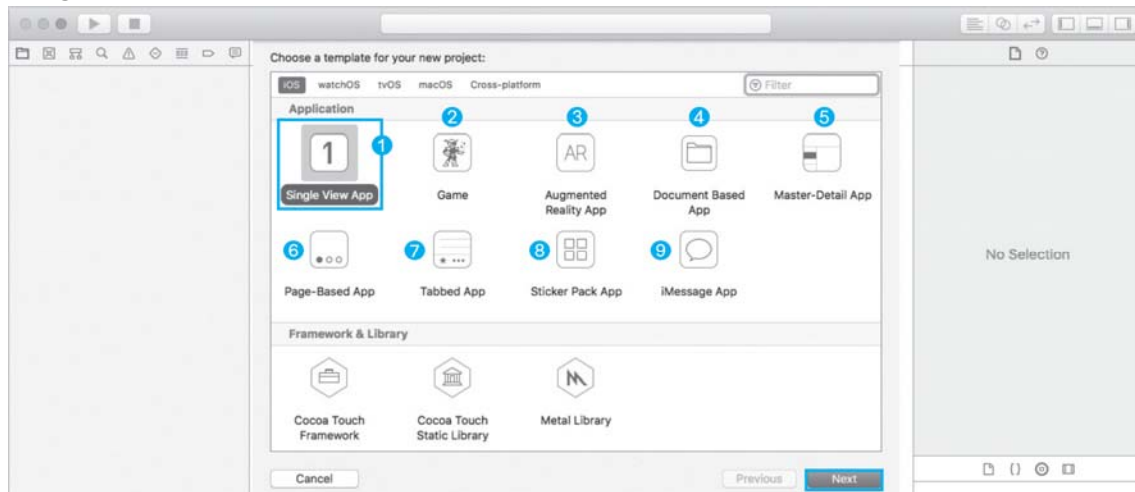 Choose a template for your new project:
iOS watchOS tvOS macOS Cross-platform Filter
Application
1 1 2 3 AR 4 5
Single View App Game Augmented Reality App Document Based App Master-Detail App
6 7 8 9
Page-Based App Tabbed App Sticker Pack App iMessage App
No Selection
Framework & Library
Cocoa Touch Framework Cocoa Touch Static Library Metal Library
Cancel Previous Next